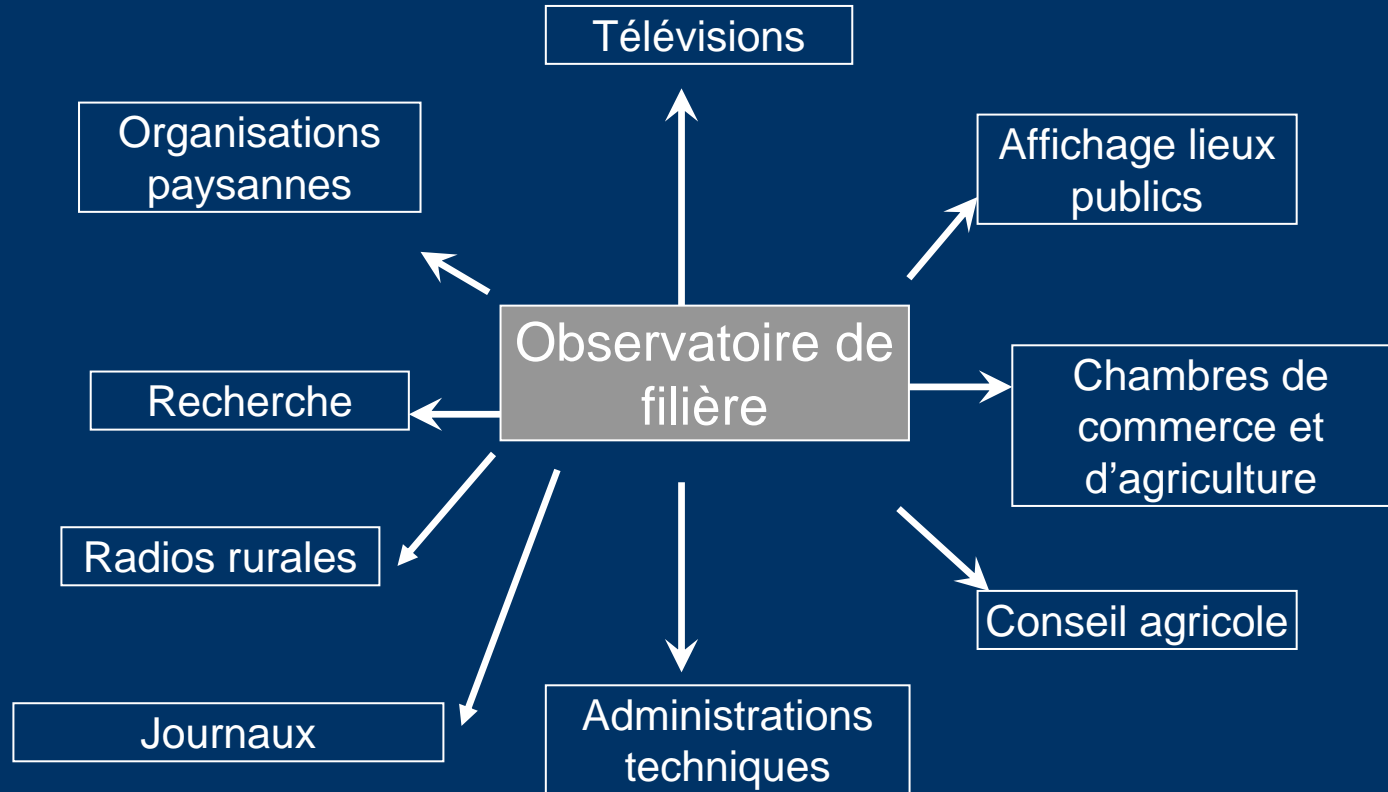 Télévisions
Organisations
paysannes
Affichage lieux
publics
Observatoire de
filière
Recherche
Chambres de
commerce et
d'agriculture
Radios rurales
Conseil agricole
Journaux
Administrations
techniques